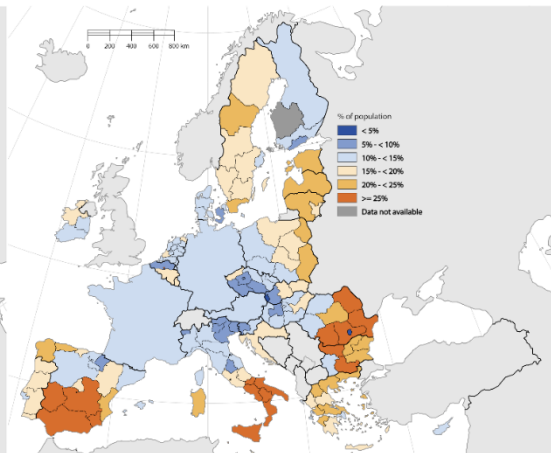 0 200 400 600 800 km
% of population
< 5%
5% - < 10%
10% - < 15%
15% - < 20%
20% - < 25%
>= 25%
Data not available